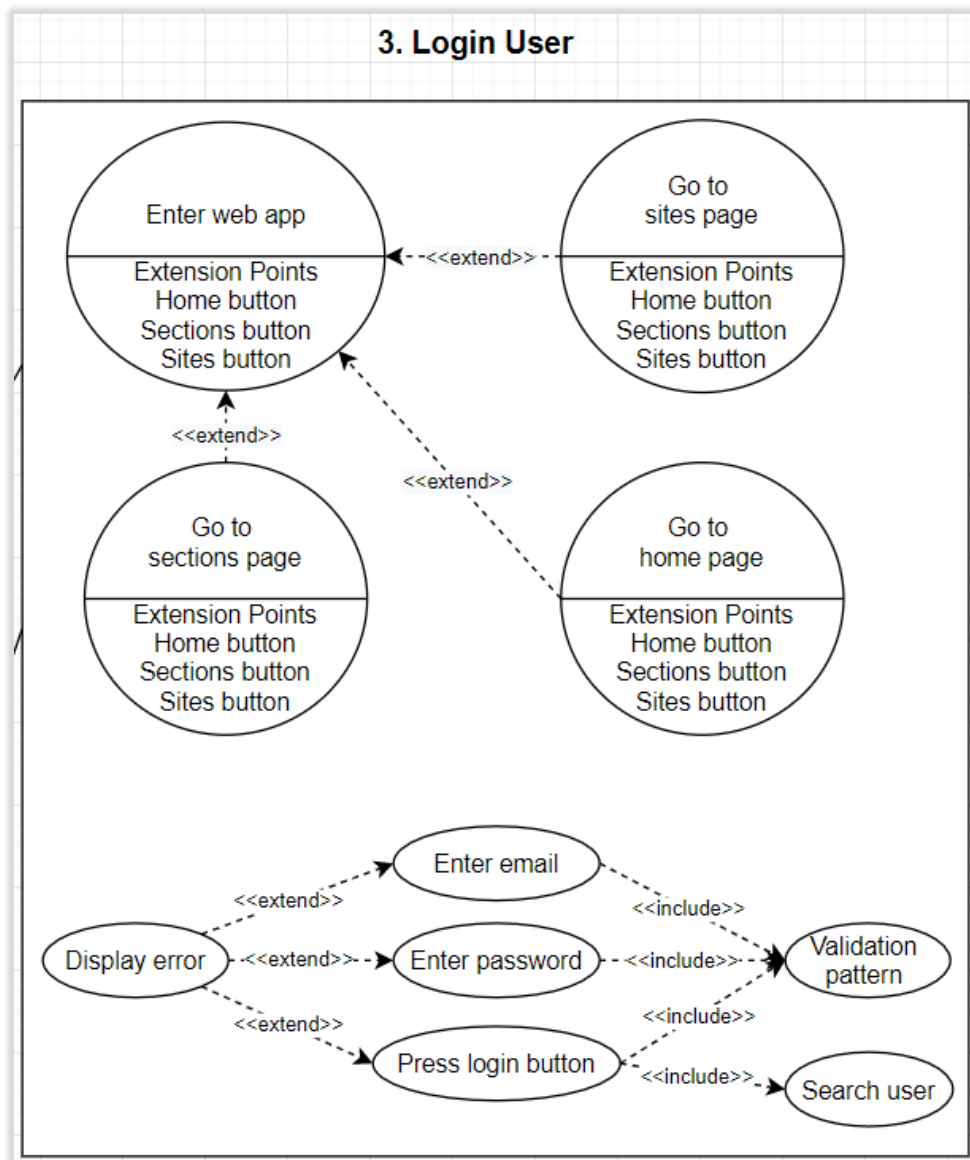 3. Login User
Enter web app
Extension Points
Home button
Sections button
Sites button
<<extend>>
Go to
sites page
Extension Points
Home button
Sections button
Sites button
<<extend>>
<<extend>>
Go to
sections page
Extension Points
Home button
Sections button
Sites button
Go to
home page
Extension Points
Home button
Sections button
Sites button
Display error
<<extend>>
<<extend>>
<<extend>>
Enter email
Enter password
Press login button
<<include>>
<<include>>
<<include>>
<<include>>
Validation
pattern
Search user